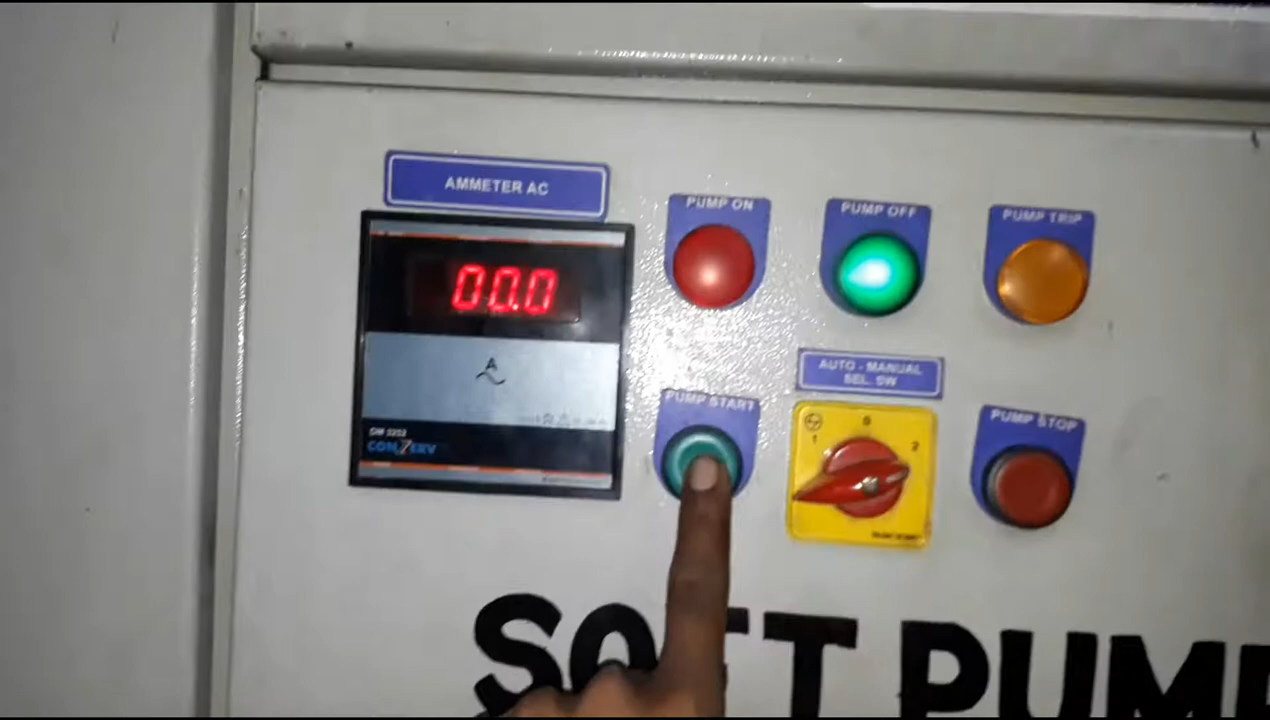 AMMETER AC
PUMP ON
PUMP OFF
PUMP TRIP
00.0
A
AUTO - MANUAL
SEL. SW
PUMP START
PUMP STOP
0
1
2
CONZERV
SOFT PUMP